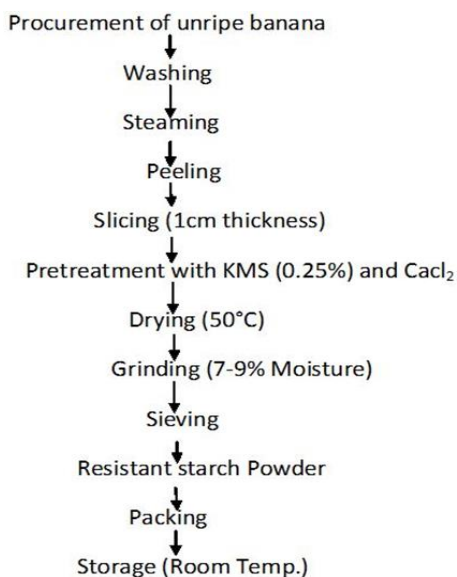 Procurement of unripe banana
Washing
Steaming
Peeling
Slicing (1cm thickness)
Pretreatment with KMS (0.25%) and Cacl₂
Drying (50°C)
Grinding (7-9% Moisture)
Sieving
Resistant starch Powder
Packing
Storage (Room Temp.)